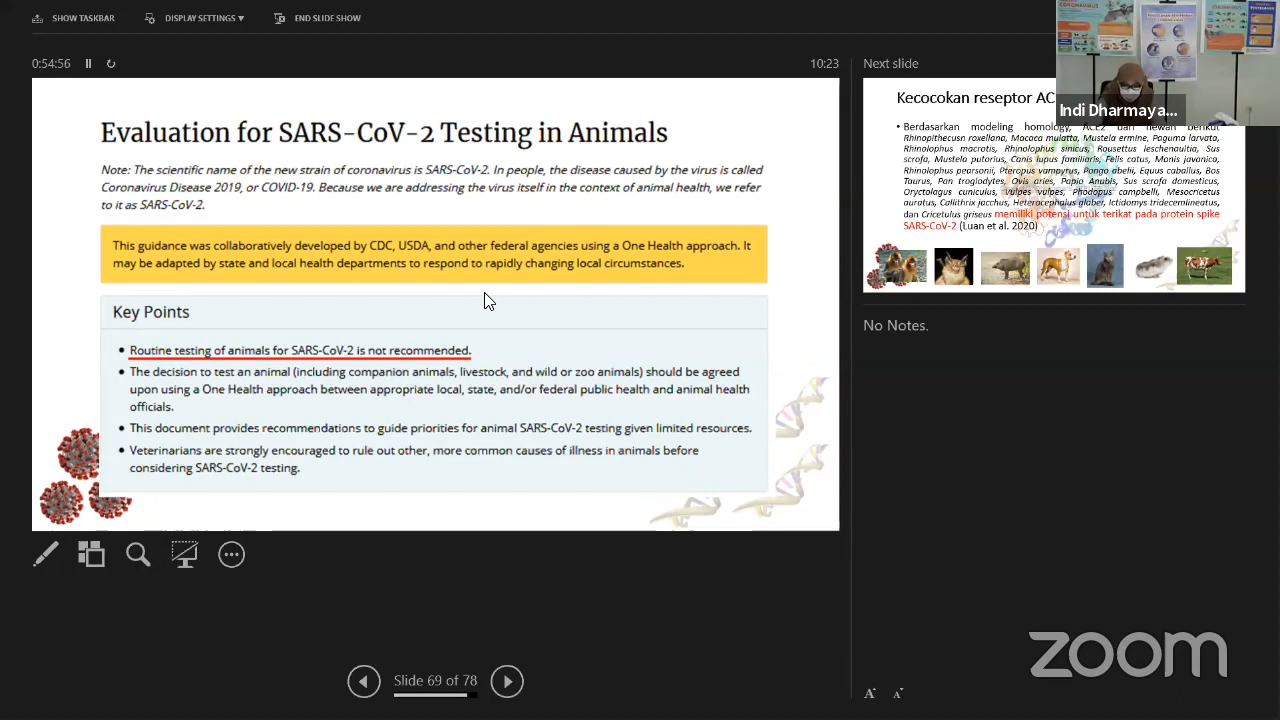 SHOW TASKBAR
DISPLAY SETTINGS ▼
END SLIDE SHOW
0:54:56
10:23
Evaluation for SARS-CoV-2 Testing in Animals
Note: The scientific name of the new strain of coronavirus is SARS-CoV-2. In people, the disease caused by the virus is called
Coronavirus Disease 2019, or COVID-19. Because we are addressing the virus itself in the context of animal health, we refer
to it as SARS-CoV-2.
This guidance was collaboratively developed by CDC, USDA, and other federal agencies using a One Health approach. It
may be adapted by state and local health departments to respond to rapidly changing local circumstances.
Key Points
• Routine testing of animals for SARS-CoV-2 is not recommended.
• The decision to test an animal (including companion animals, livestock, and wild or zoo animals) should be agreed
upon using a One Health approach between appropriate local, state, and/or federal public health and animal health
officials.
• This document provides recommendations to guide priorities for animal SARS-CoV-2 testing given limited resources.
• Veterinarians are strongly encouraged to rule out other, more common causes of illness in animals before
considering SARS-CoV-2 testing.
Slide 69 of 78
Next slide
Kecocokan reseptor AC
Indi Dharmaya...
• Berdasarkan modeling homology, ACE2 dari hewan berikut
Rhinopithecusn roxellana, Macaca mulatta, Mustela ermine, Paguma larvata,
Rhinolophus macrotis, Rhinolophus sinicus, Rousettus leschenaultia, Sus
scrofa, Mustela putorius, Canis lupus familiaris, Felis catus, Manis javanica,
Rhinolophus pearsonii, Pteropus vampyrus, Pongo abelii, Equus caballus, Bos
Taurus, Pan troglodytes, Ovis aries, Papio Anubis, Sus scrofa domesticus,
Oryctolagus cuniculus, Vulpes vulpes, Phodopus campbelli, Mesocricetus
auratus, Callithrix jacchus, Heterocephalus glaber, Ictidomys tridecemlineatus,
dan Cricetulus griseus memiliki potensi untuk terikat pada protein spike
SARS-CoV-2 (Luan et al. 2020)
No Notes.
zoom
A A